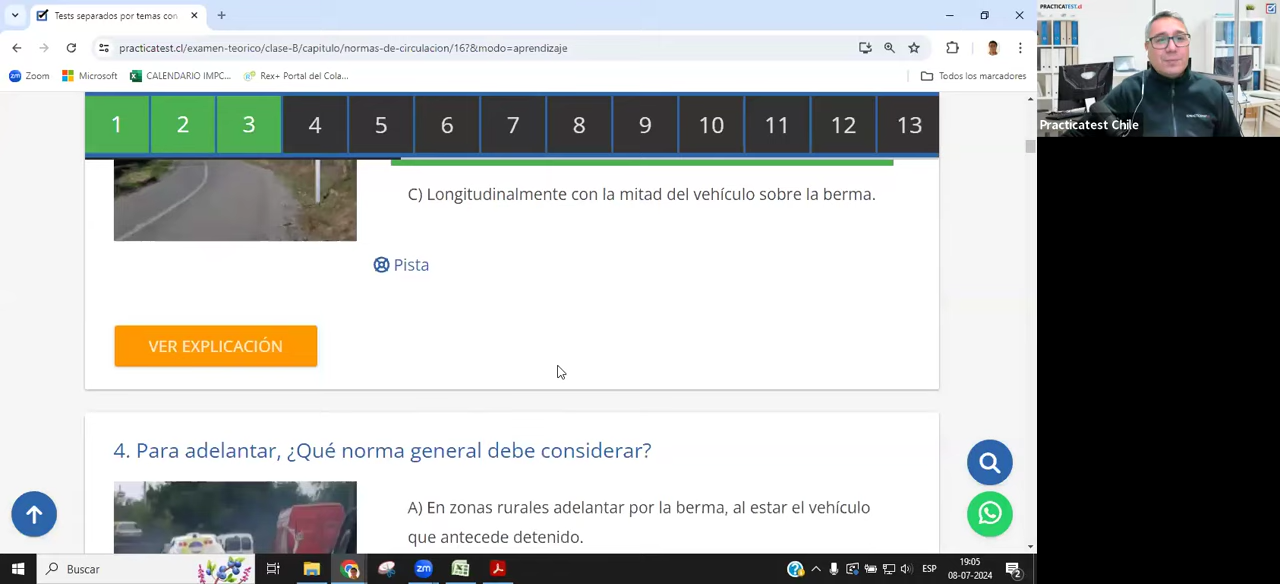 Tests separados por temas con
practicatest.cl/examen-teorico/clase-B/capitulo/normas-de-circulacion/167&modo=aprendizaje
Zoom
Microsoft
CALENDARIO IMPC...
Rex+ Portal del Cola...
Todos los marcadores
PRACTICATEST.cl
Practicatest Chile
1 2 3 4 5 6 7 8 9 10 11 12 13
C) Longitudinalmente con la mitad del vehículo sobre la berma.
Pista
VER EXPLICACIÓN
4. Para adelantar, ¿Qué norma general debe considerar?
A) En zonas rurales adelantar por la berma, al estar el vehículo
que antecede detenido.
Buscar
ESP
19:05
08-07-2024
2